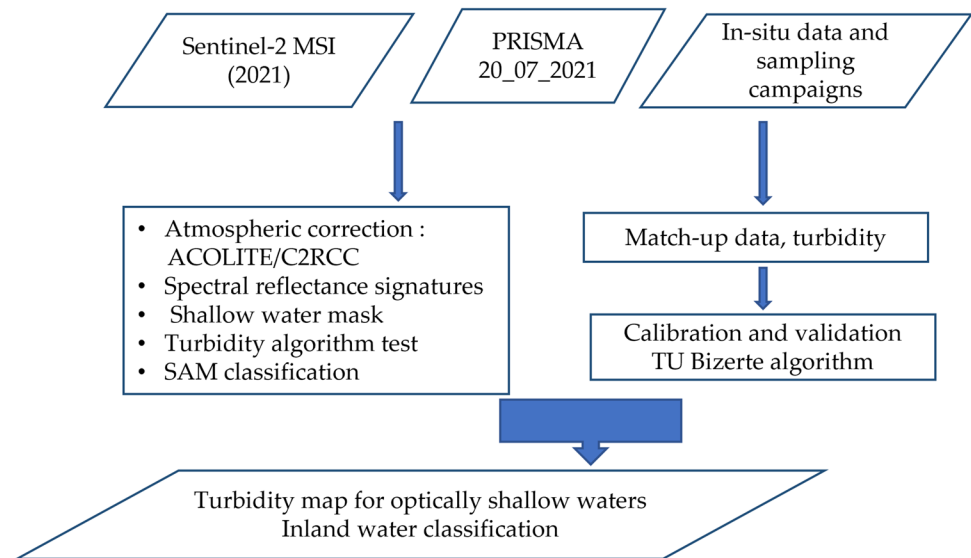 Sentinel-2 MSI
(2021)
PRISMA
20_07_2021
In-situ data and
sampling
campaigns
• Atmospheric correction :
ACOLITE/C2RCC
• Spectral reflectance signatures
• Shallow water mask
• Turbidity algorithm test
• SAM classification
Match-up data, turbidity
Calibration and validation
TU Bizerte algorithm
Turbidity map for optically shallow waters
Inland water classification